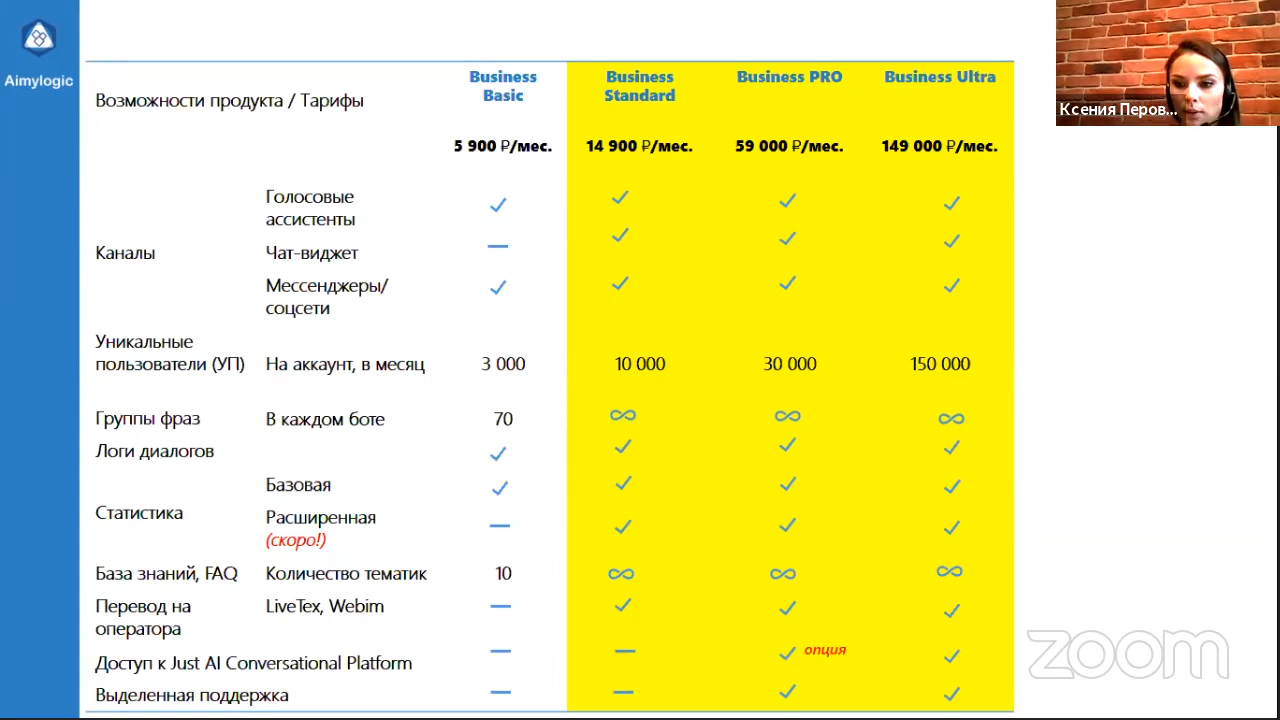 Aimylogic
Возможности продукта / Тарифы
Business Basic
Business Standard
Business PRO
Business Ultra
5 900 ₽/мес.
14 900 ₽/мес.
59 000 ₽/мес.
149 000 ₽/мес.
Каналы
Голосовые ассистенты
Чат-виджет
Мессенджеры/ соцсети
Уникальные пользователи (УП)
На аккаунт, в месяц
3 000
10 000
30 000
150 000
Группы фраз
В каждом боте
70
∞
∞
∞
Логи диалогов
Статистика
Базовая
Расширенная
(скоро!)
База знаний, FAQ
Количество тематик
10
∞
∞
∞
Перевод на оператора
LiveTex, Webim
Доступ к Just AI Conversational Platform
опция
Выделенная поддержка
Ксения Перов...
zoom